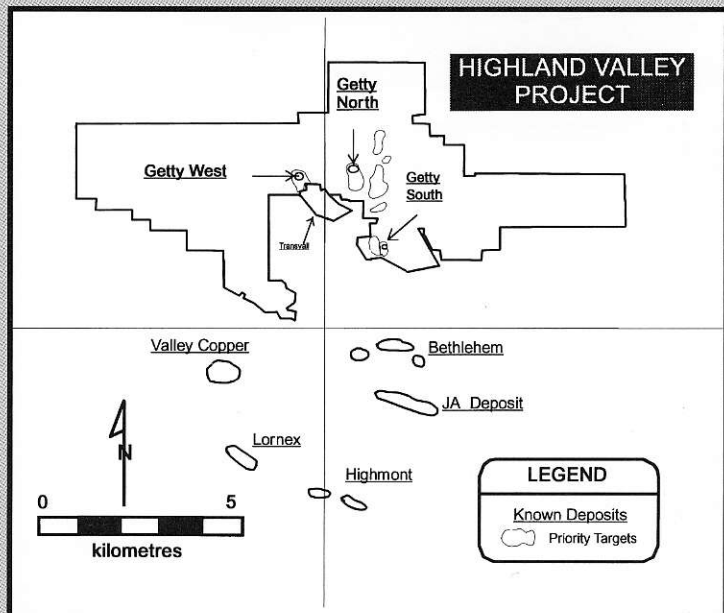 HIGHLAND VALLEY
PROJECT
Getty
North
Getty West
Getty
South
Transvall
Valley Copper
Bethlehem
JA Deposit
Lornex
Highmont
N
0 5
kilometres
LEGEND
Known Deposits
Priority Targets